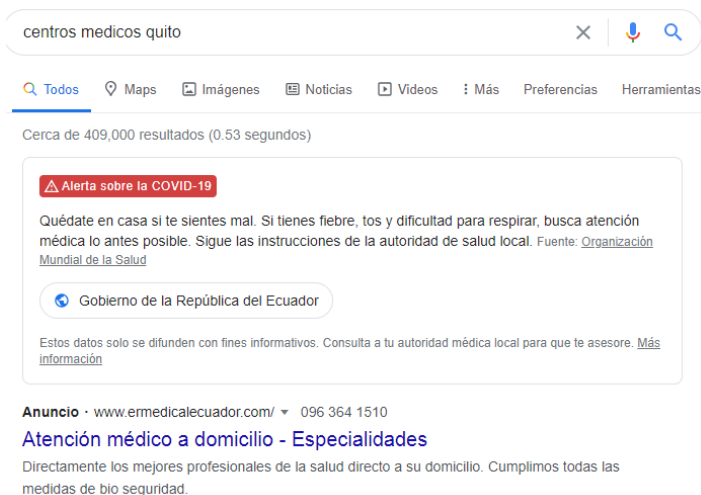 centros medicos quito
Todos Maps Imágenes Noticias Videos Más Preferencias Herramientas
Cerca de 409,000 resultados (0.53 segundos)
Alerta sobre la COVID-19
Quédate en casa si te sientes mal. Si tienes fiebre, tos y dificultad para respirar, busca atención
médica lo antes posible. Sigue las instrucciones de la autoridad de salud local. Fuente: Organización
Mundial de la Salud
Gobierno de la República del Ecuador
Estos datos solo se difunden con fines informativos. Consulta a tu autoridad médica local para que te asesore. Más
información
Anuncio · www.ermedicalecuador.com/ 096 364 1510
Atención médico a domicilio - Especialidades
Directamente los mejores profesionales de la salud directo a su domicilio. Cumplimos todas las
medidas de bio seguridad.